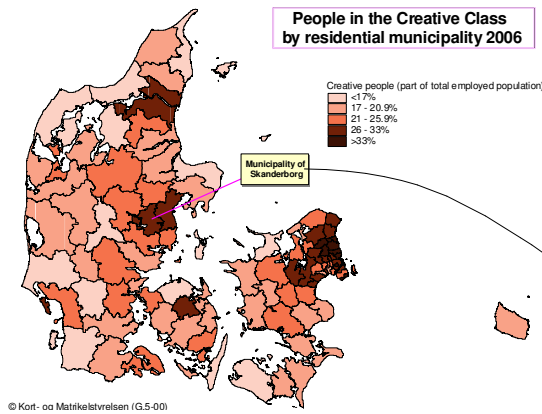 People in the Creative Class
by residential municipality 2006
Creative people (part of total employed population)
<17%
17 - 20.9%
21 - 25.9%
26 - 33%
>33%
Municipality of
Skanderborg
© Kort- og Matrikelstyrelsen (G.5-00)